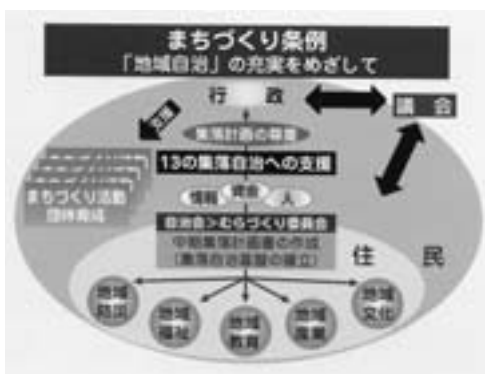 まちづくり条例
「地域自治」の充実をめざして
行 政
議 会
支援
集落計画の尊重
13の集落自治への支援
まちづくり活動
団体育成
情報 資金 人
自治会>むらづくり委員会
中期集落計画書の作成
(集落自治基盤の確立)
住 民
地域
防災
地域
福祉
地域
教育
地域
産業
地域
文化